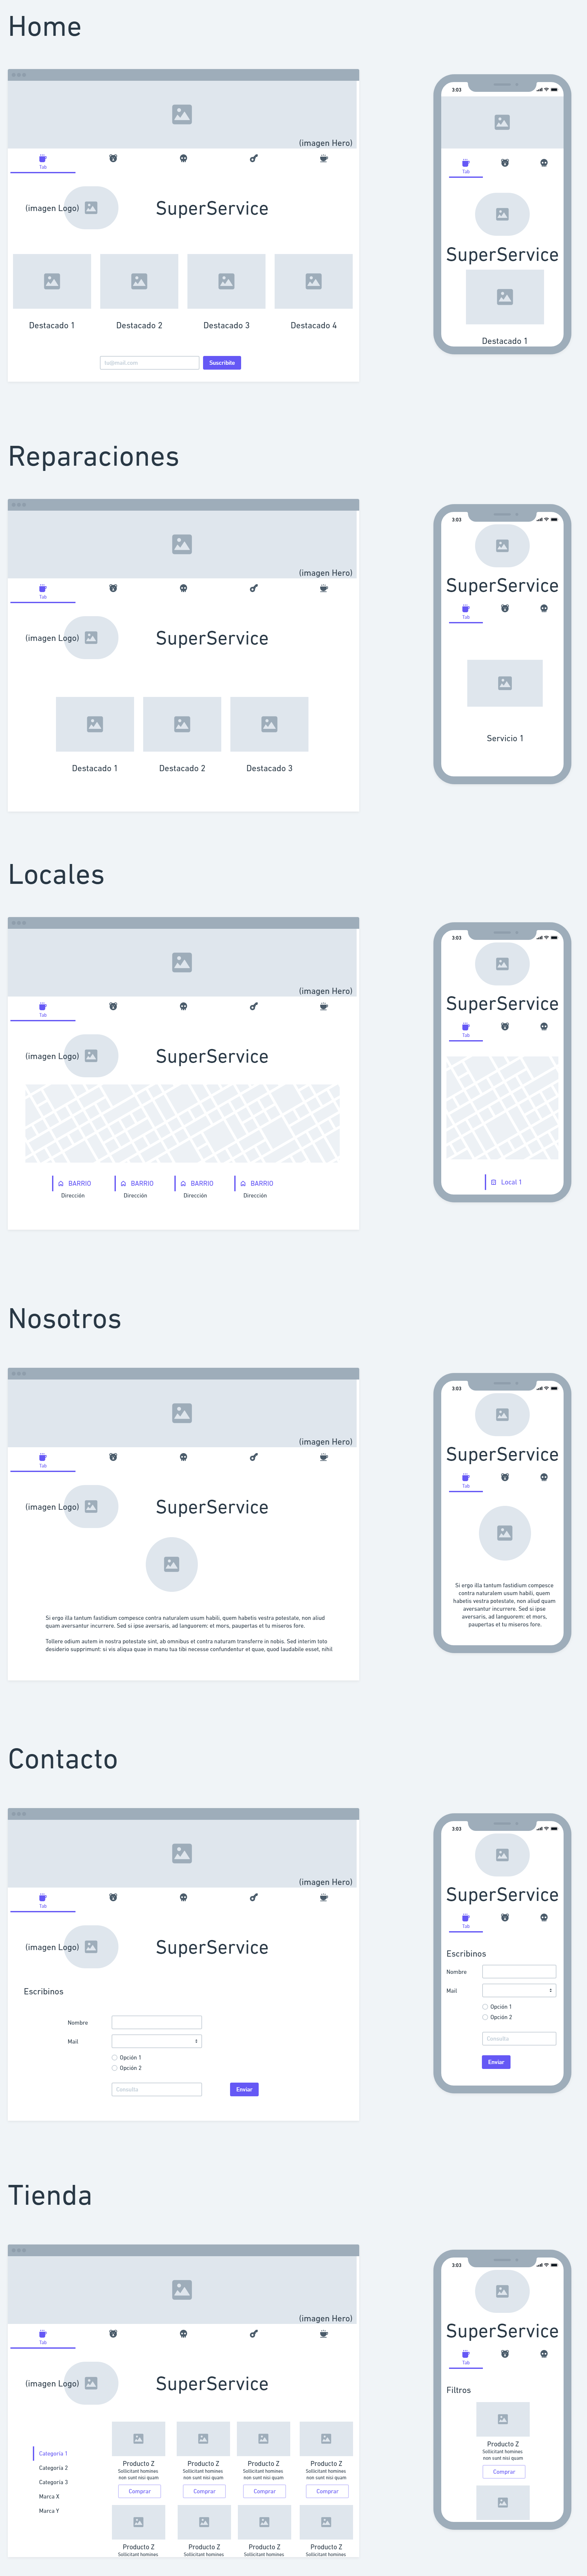 Home
(imagen Hero)
Tab
(imagen Logo)
SuperService
Destacado 1
Destacado 2
Destacado 3
Destacado 4
tu@mail.com
Suscribite
3:03
Tab
SuperService
Destacado 1
Reparaciones
(imagen Hero)
Tab
(imagen Logo)
SuperService
Destacado 1
Destacado 2
Destacado 3
3:03
SuperService
Tab
Servicio 1
Locales
(imagen Hero)
Tab
(imagen Logo)
SuperService
BARRIO
BARRIO
BARRIO
BARRIO
Dirección
Dirección
Dirección
Dirección
3:03
SuperService
Tab
Local 1
Nosotros
(imagen Hero)
Tab
(imagen Logo)
SuperService
Si ergo illa tantum fastidium compesce contra naturalem usum habili, quem habetis vestra potestate, non aliud
quam aversantur incurrere. Sed si ipse aversaris, ad languorem: et mors, paupertas et tu miseros fore.
Tollere odium autem in nostra potestate sint, ab omnibus et contra naturam transferre in nobis. Sed interim toto
desiderio supprimunt: si vis aliqua quae in manu tua tibi necesse confundentur et quae, quod laudabile esset, nihil
3:03
SuperService
Tab
Si ergo illa tantum fastidium compesce
contra naturalem usum habili, quem
habetis vestra potestate, non aliud quam
aversantur incurrere. Sed si ipse
aversaris, ad languorem: et mors,
paupertas et tu miseros fore.
Contacto
(imagen Hero)
Tab
(imagen Logo)
SuperService
Escribinos
Nombre
Mail
Opción 1
Opción 2
Consulta
Enviar
3:03
SuperService
Tab
Escribinos
Nombre
Mail
Opción 1
Opción 2
Consulta
Enviar
Tienda
(imagen Hero)
Tab
(imagen Logo)
SuperService
Categoría 1
Categoría 2
Categoría 3
Marca X
Marca Y
Producto Z
Sollicitant homines
non sunt nisi quam
Comprar
Producto Z
Sollicitant homines
non sunt nisi quam
Comprar
Producto Z
Sollicitant homines
non sunt nisi quam
Comprar
Producto Z
Sollicitant homines
non sunt nisi quam
Comprar
Producto Z
Sollicitant homines
Producto Z
Sollicitant homines
Producto Z
Sollicitant homines
Producto Z
Sollicitant homines
3:03
SuperService
Tab
Filtros
Producto Z
Sollicitant homines
non sunt nisi quam
Comprar